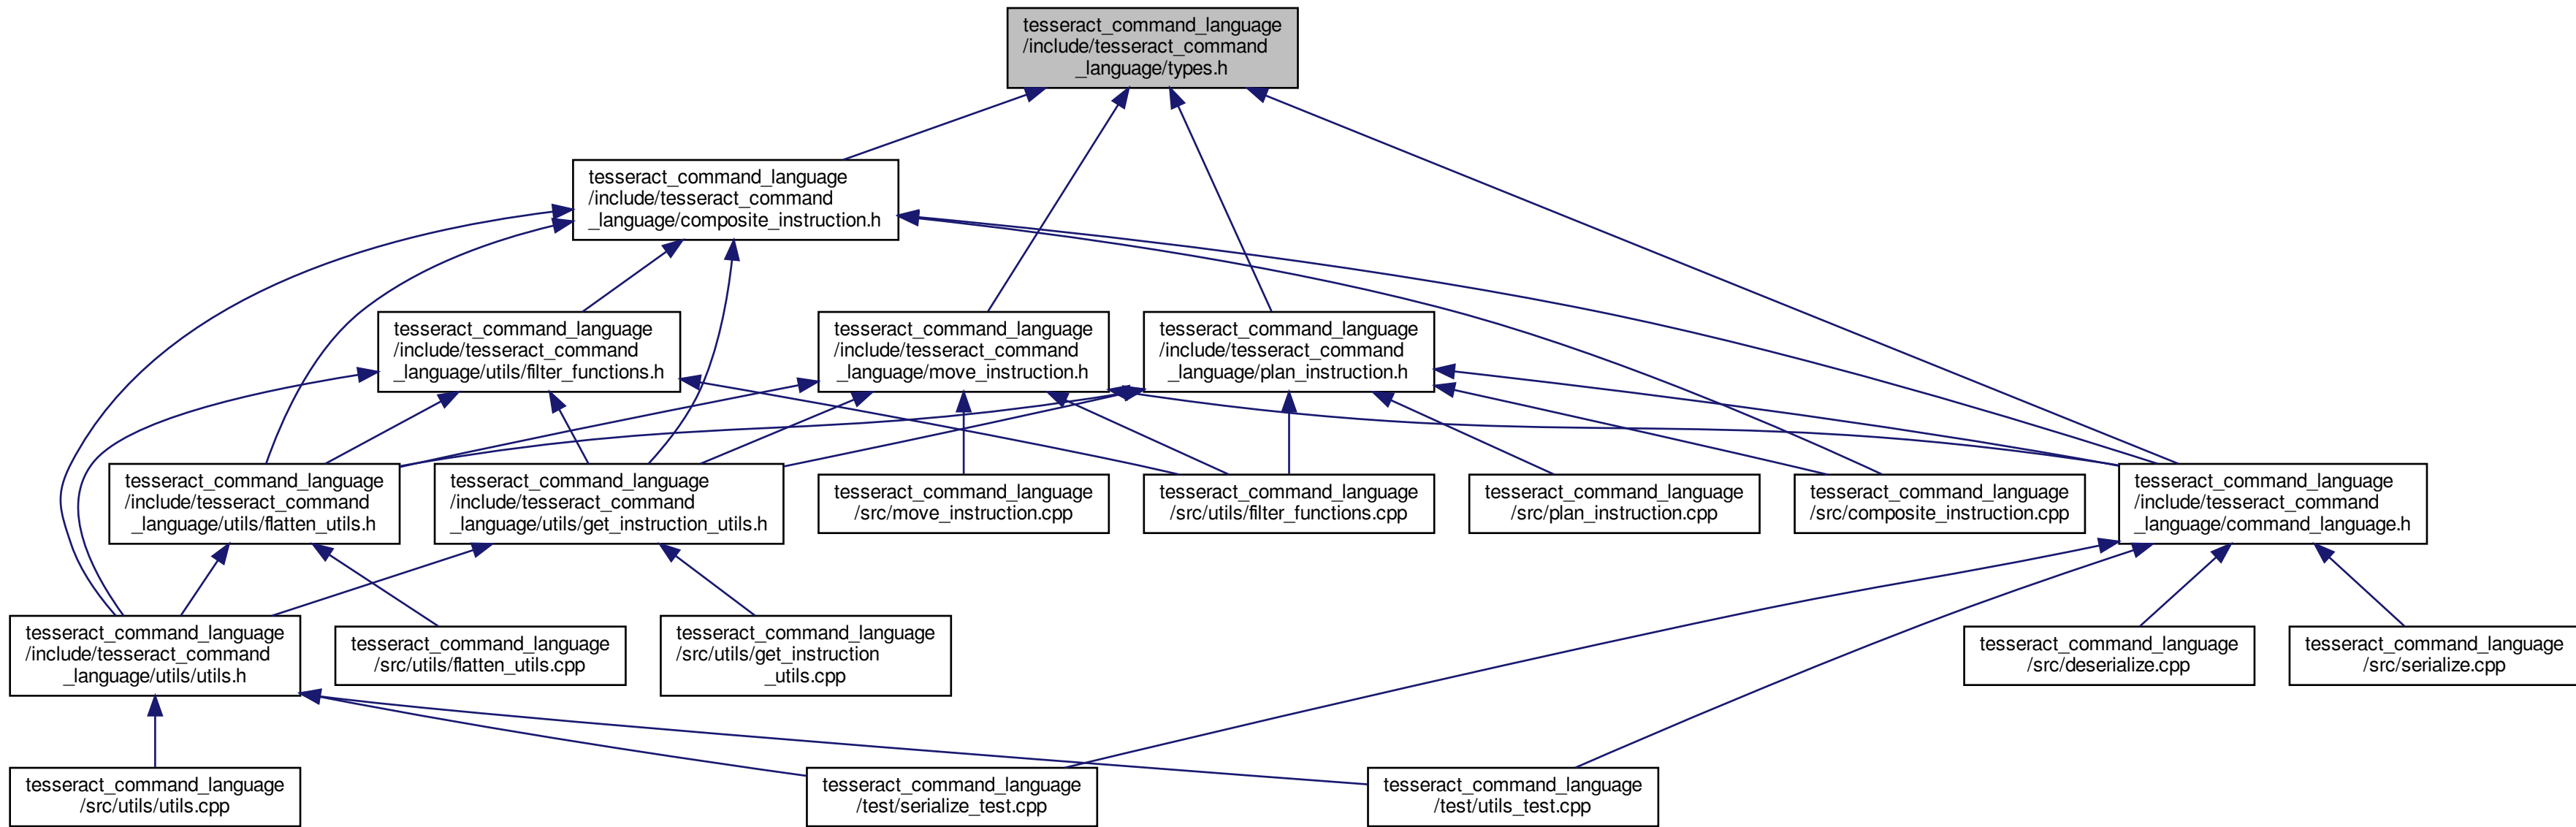 tesseract_command_language
/include/tesseract_command
_language/types.h
tesseract_command_language
/include/tesseract_command
_language/composite_instruction.h
tesseract_command_language
/include/tesseract_command
_language/utils/filter_functions.h
tesseract_command_language
/include/tesseract_command
_language/move_instruction.h
tesseract_command_language
/include/tesseract_command
_language/plan_instruction.h
tesseract_command_language
/include/tesseract_command
_language/utils/flatten_utils.h
tesseract_command_language
/include/tesseract_command
_language/utils/get_instruction_utils.h
tesseract_command_language
/src/move_instruction.cpp
tesseract_command_language
/src/utils/filter_functions.cpp
tesseract_command_language
/src/plan_instruction.cpp
tesseract_command_language
/src/composite_instruction.cpp
tesseract_command_language
/include/tesseract_command
_language/command_language.h
tesseract_command_language
/include/tesseract_command
_language/utils/utils.h
tesseract_command_language
/src/utils/flatten_utils.cpp
tesseract_command_language
/src/utils/get_instruction
_utils.cpp
tesseract_command_language
/src/deserialize.cpp
tesseract_command_language
/src/serialize.cpp
tesseract_command_language
/src/utils/utils.cpp
tesseract_command_language
/test/serialize_test.cpp
tesseract_command_language
/test/utils_test.cpp